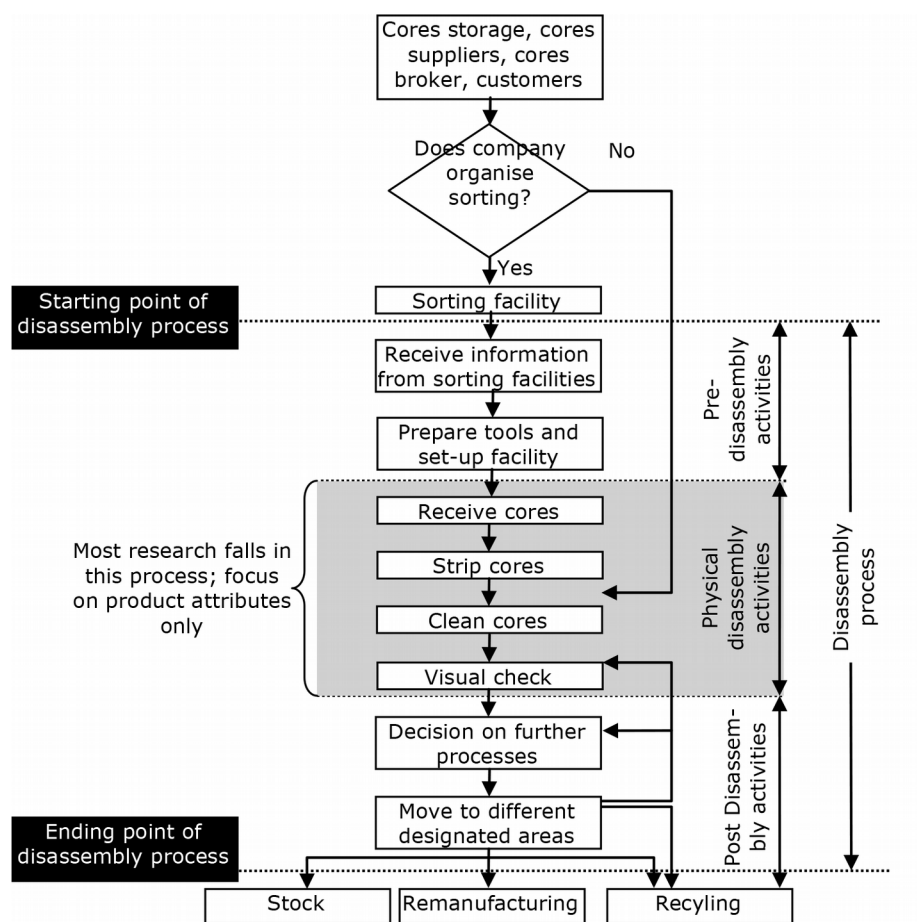 Cores storage, cores
suppliers, cores
broker, customers
Does company
organise
sorting?
No
Yes
Sorting facility
Starting point of
disassembly process
Receive information
from sorting facilities
Pre-
disassembly
activities
Prepare tools and
set-up facility
Receive cores
Strip cores
Clean cores
Visual check
Most research falls in
this process; focus
on product attributes
only
Physical
disassembly
activities
Disassembly
process
Decision on further
processes
Move to different
designated areas
Post Disassem-
bly activities
Ending point of
disassembly process
Stock
Remanufacturing
Recyling